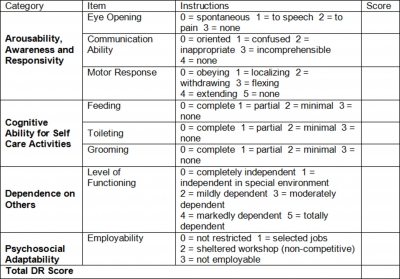 Category Item Instructions Score
Arousability, Awareness and Responsivity
Eye Opening
0 = spontaneous 1 = to speech 2 = to
pain 3 = none
Communication
Ability
0 = oriented 1 = confused 2 =
inappropriate 3 = incomprehensible
4 = none
Motor Response
0 = obeying 1 = localizing 2 =
withdrawing 3 = flexing
4 = extending 5 = none
Cognitive
Ability for Self
Care Activities
Feeding
0 = complete 1 = partial 2 = minimal 3 =
none
Toileting
0 = complete 1 = partial 2 = minimal 3 =
none
Grooming
0 = complete 1 = partial 2 = minimal 3 =
none
Dependence on
Others
Level of
Functioning
0 = completely independent 1 =
independent in special environment
2 = mildly dependent 3 = moderately
dependent
4 = markedly dependent 5 = totally
dependent
Psychosocial
Adaptability
Employability
0 = not restricted 1 = selected jobs
2 = sheltered workshop (non-competitive)
3 = not employable
Total DR Score